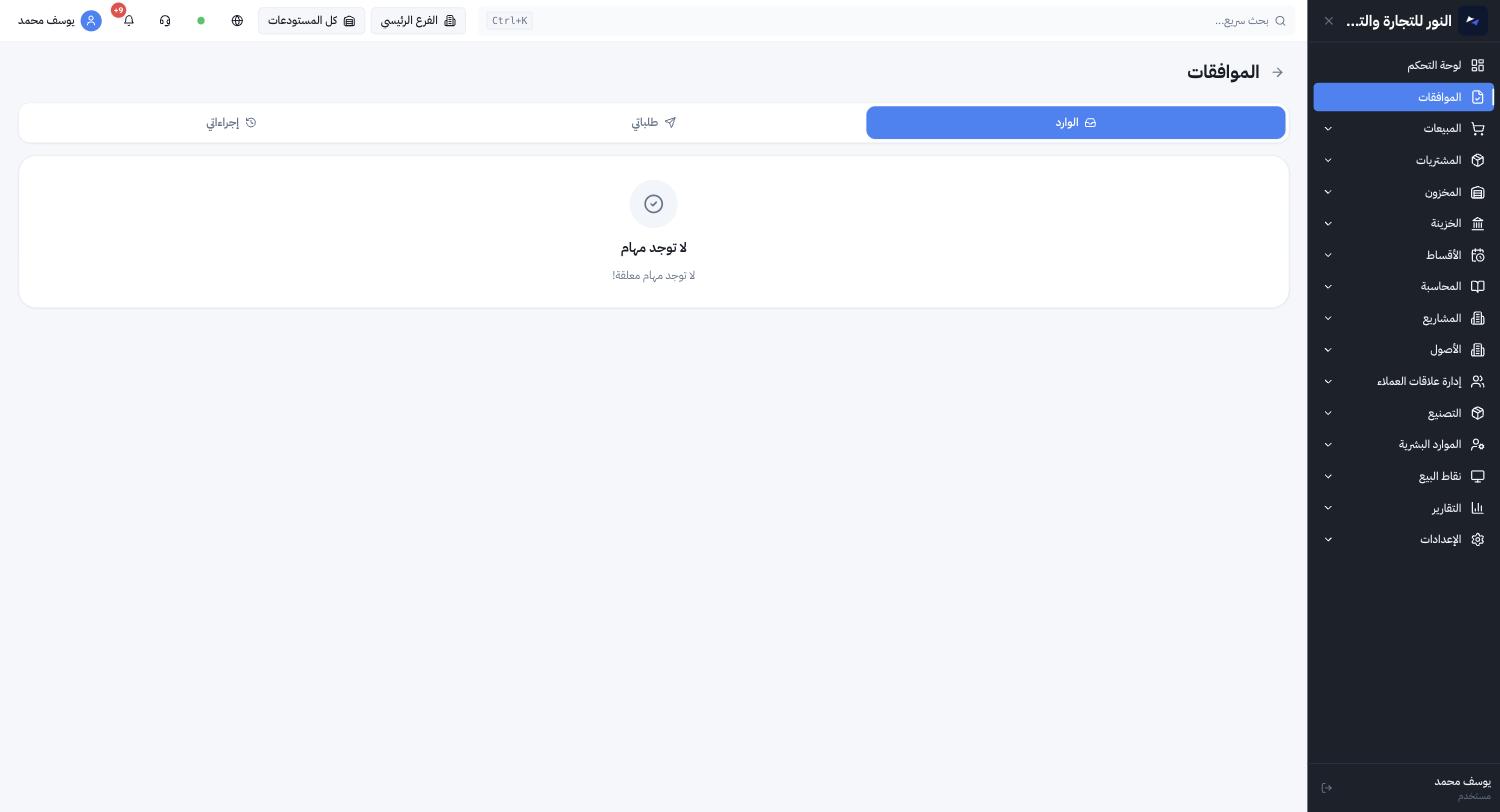 النور للتجارة والتـ...
لوحة التحكم
الموافقات
المبيعات
المشتريات
المخزون
الخزينة
الأقساط
المحاسبة
المشاريع
الأصول
إدارة علاقات العملاء
التصنيع
الموارد البشرية
نقاط البيع
التقارير
الإعدادات
يوسف محمد
مستخدم
بحث سريع...
Ctrl+K
الفرع الرئيسي
كل المستودعات
+9
يوسف محمد
الموافقات
الوارد
طلباتي
إجراءاتي
لا توجد مهام
لا توجد مهام معلقة!